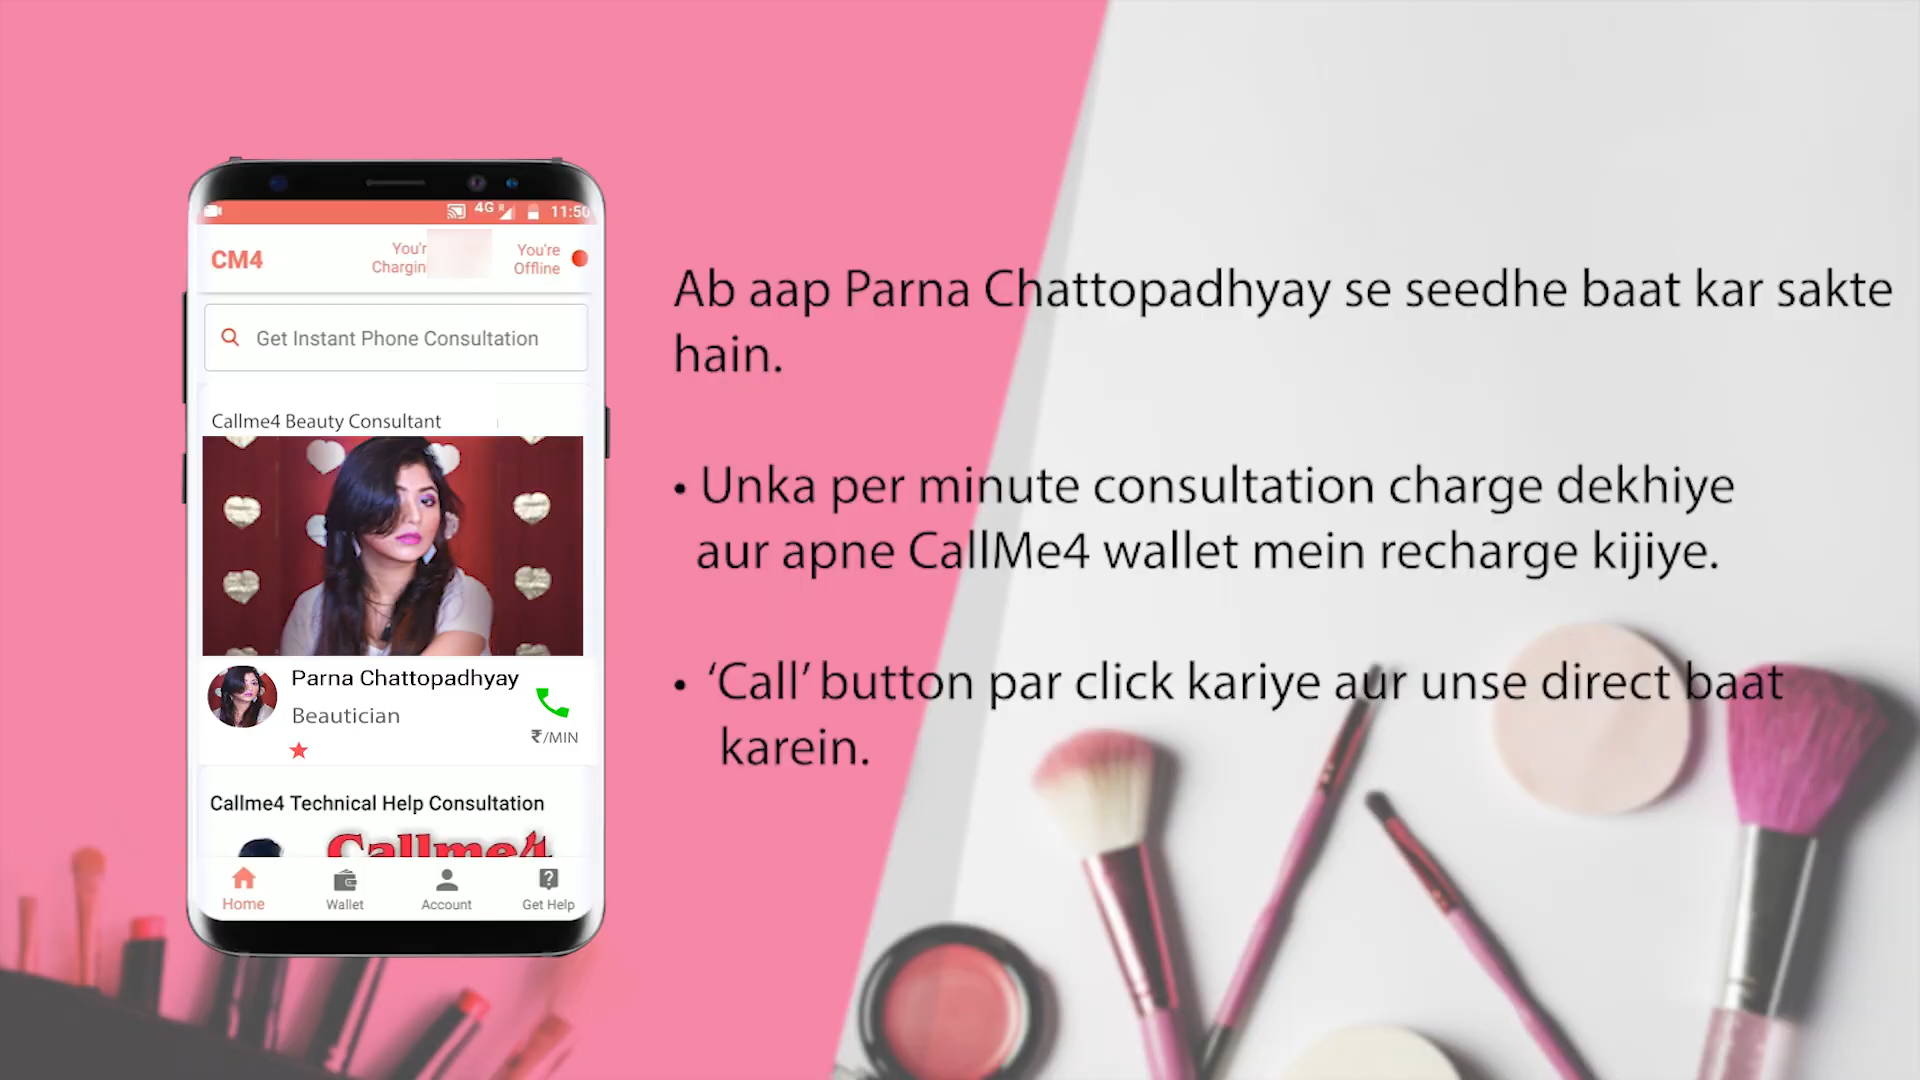 4G R 11:50
CM4
You'r
Chargin
You're
Offline
Get Instant Phone Consultation
Callme4 Beauty Consultant
Parna Chattopadhyay
Beautician
₹/MIN
Callme4 Technical Help Consultation
Callme4
Home
Wallet
Account
Get Help
Ab aap Parna Chattopadhyay se seedhe baat kar sakte
hain.
• Unka per minute consultation charge dekhiye
aur apne CallMe4 wallet mein recharge kijiye.
• ‘Call’ button par click kariye aur unse direct baat
karein.